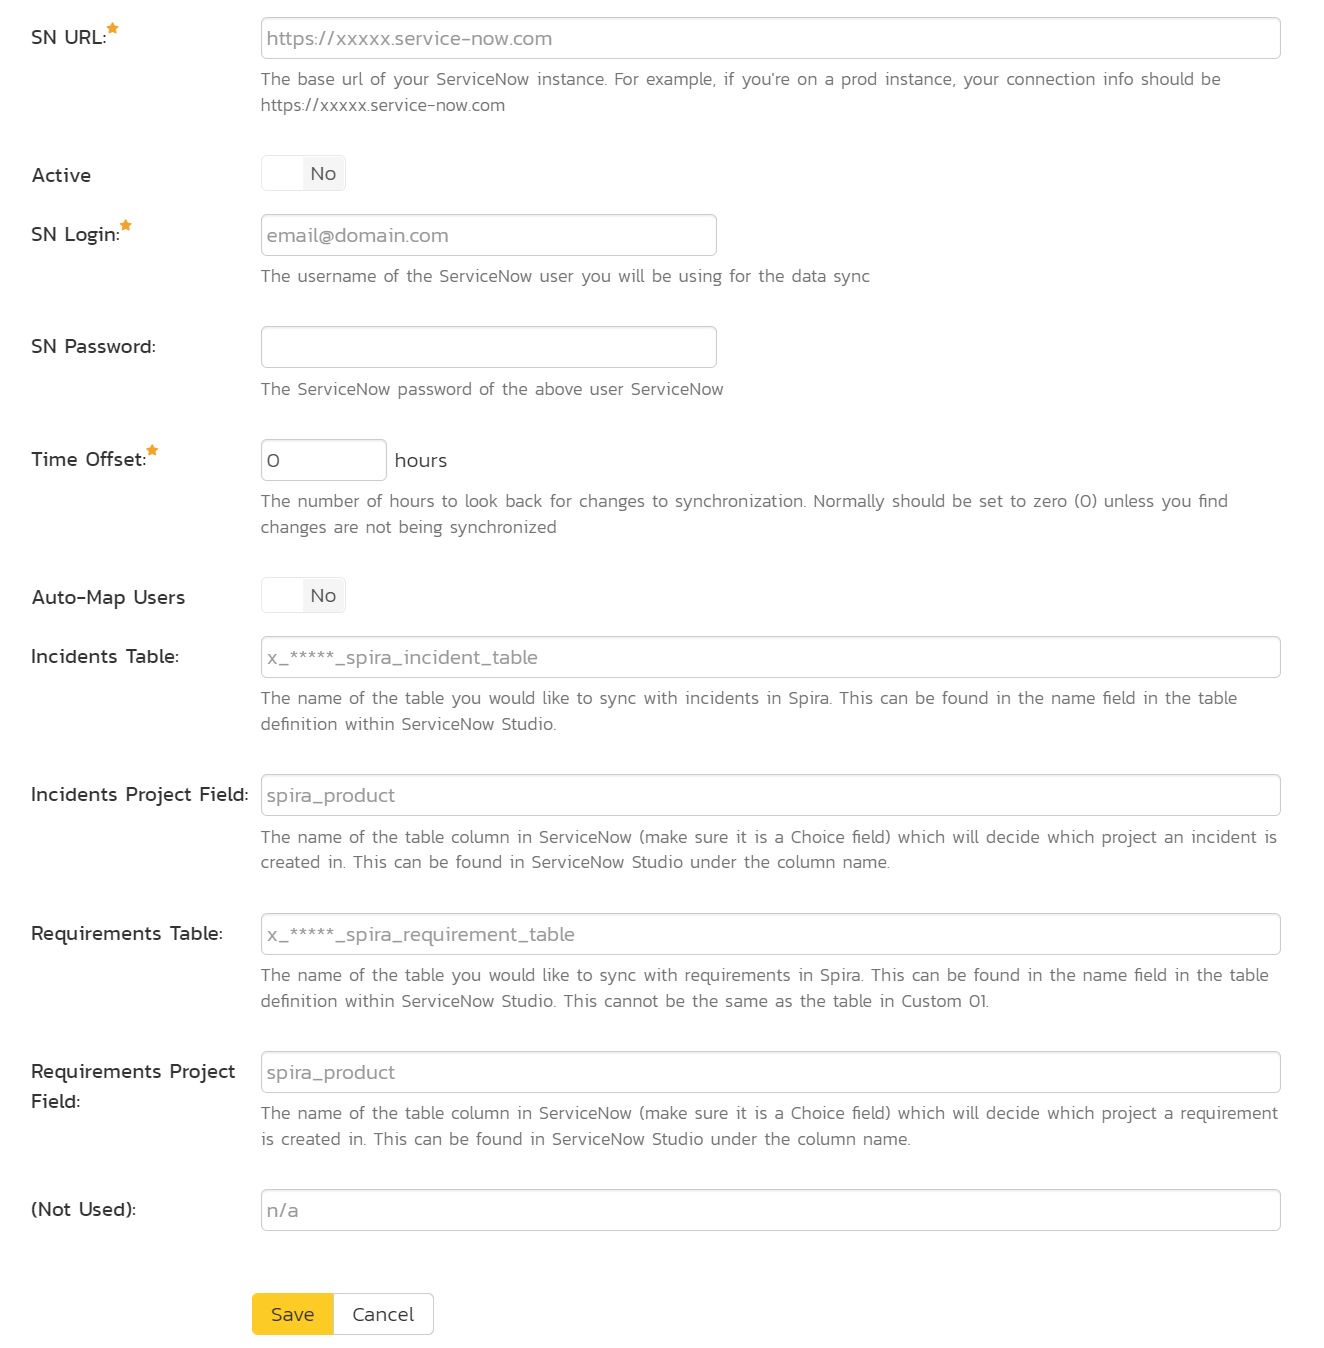 SN URL:
https://xxxxx.service-now.com
The base url of your ServiceNow instance. For example, if you're on a prod instance, your connection info should be
https://xxxxx.service-now.com
Active
No
SN Login:
email@domain.com
The username of the ServiceNow user you will be using for the data sync
SN Password:
The ServiceNow password of the above user ServiceNow
Time Offset:
0 hours
The number of hours to look back for changes to synchronization. Normally should be set to zero (0) unless you find
changes are not being synchronized
Auto-Map Users
No
Incidents Table:
x_*****_spira_incident_table
The name of the table you would like to sync with incidents in Spira. This can be found in the name field in the table
definition within ServiceNow Studio.
Incidents Project Field:
spira_product
The name of the table column in ServiceNow (make sure it is a Choice field) which will decide which project an incident is
created in. This can be found in ServiceNow Studio under the column name.
Requirements Table:
x_*****_spira_requirement_table
The name of the table you would like to sync with requirements in Spira. This can be found in the name field in the table
definition within ServiceNow Studio. This cannot be the same as the table in Custom 01.
Requirements Project
Field:
spira_product
The name of the table column in ServiceNow (make sure it is a Choice field) which will decide which project a requirement
is created in. This can be found in ServiceNow Studio under the column name.
(Not Used):
n/a
Save Cancel